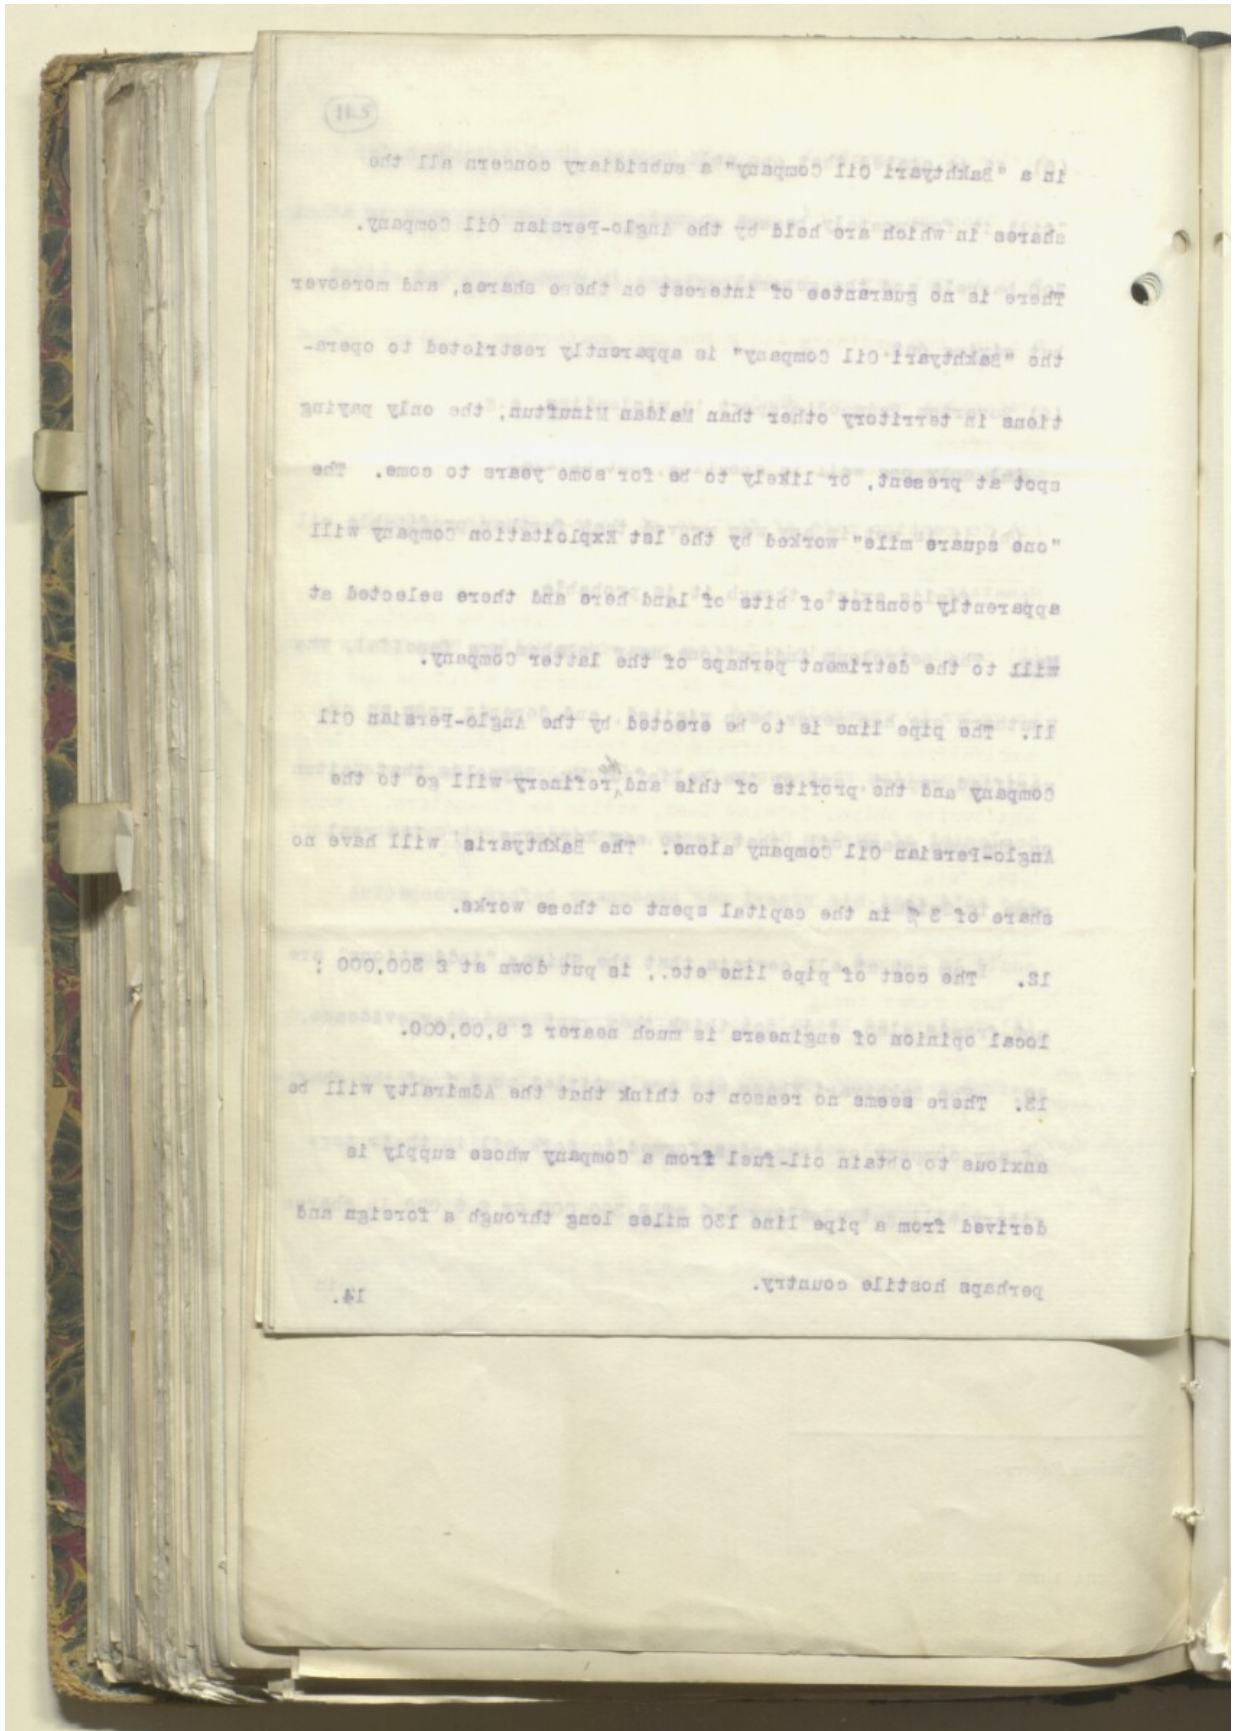 115
in a "Bakhtyari Oil Company" a subsidiary concern all the
shares in which are held by the Anglo-Persian Oil Company.
There is no guarantee of interest on these shares, and moreover
the "Bakhtyari Oil Company" is apparently restricted to opera-
tions in territory other than Maidan Minuftun, the only paying
spot at present, or likely to be for some years to come. The
"one square mile" worked by the 1st Exploitation Company will
apparently consist of bits of land here and there selected at
will to the detriment perhaps of the latter Company.
11. The pipe line is to be erected by the Anglo-Persian Oil
Company and the profits of this and the refinery will go to the
Anglo-Persian Oil Company alone. The Bakhtyaris will have no
share of 3 % in the capital spent on these works.
12. The cost of pipe line etc., is put down at £ 300,000 ;
local opinion of engineers is much nearer £ 8,00,000.
13. There seems no reason to think that the Admiralty will be
anxious to obtain oil-fuel from a Company whose supply is
derived from a pipe line 130 miles long through a foreign and
perhaps hostile country.
14.